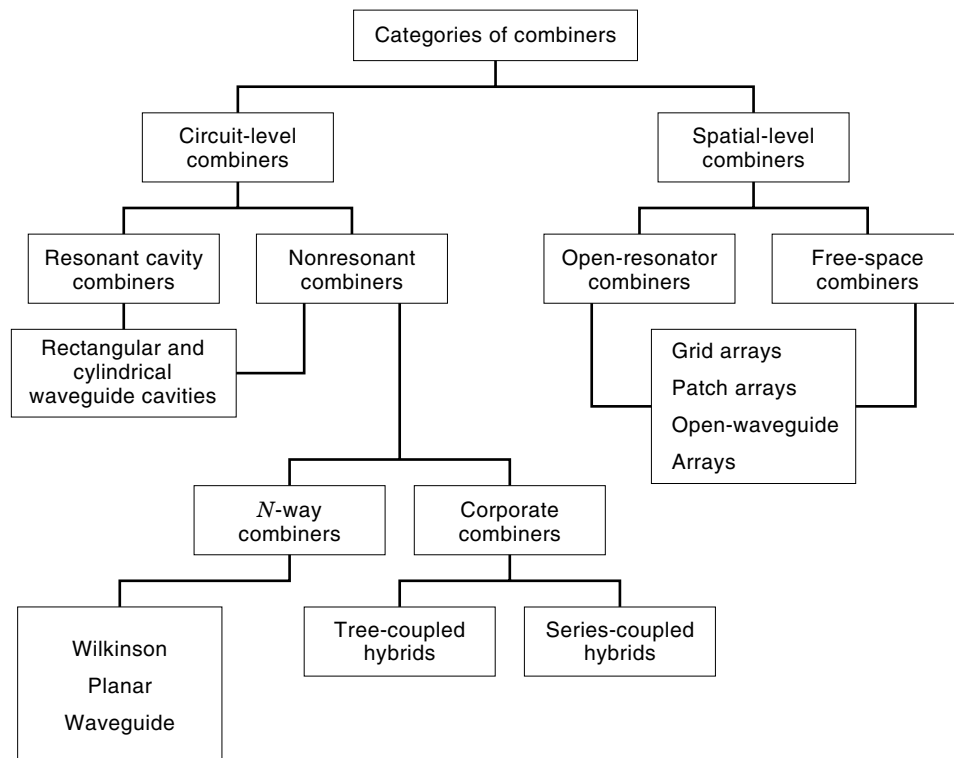 Categories of combiners
Circuit-level
combiners
Spatial-level
combiners
Resonant cavity
combiners
Nonresonant
combiners
Open-resonator
combiners
Free-space
combiners
Rectangular and
cylindrical
waveguide cavities
Grid arrays
Patch arrays
Open-waveguide
Arrays
N-way
combiners
Corporate
combiners
Wilkinson
Planar
Waveguide
Tree-coupled
hybrids
Series-coupled
hybrids